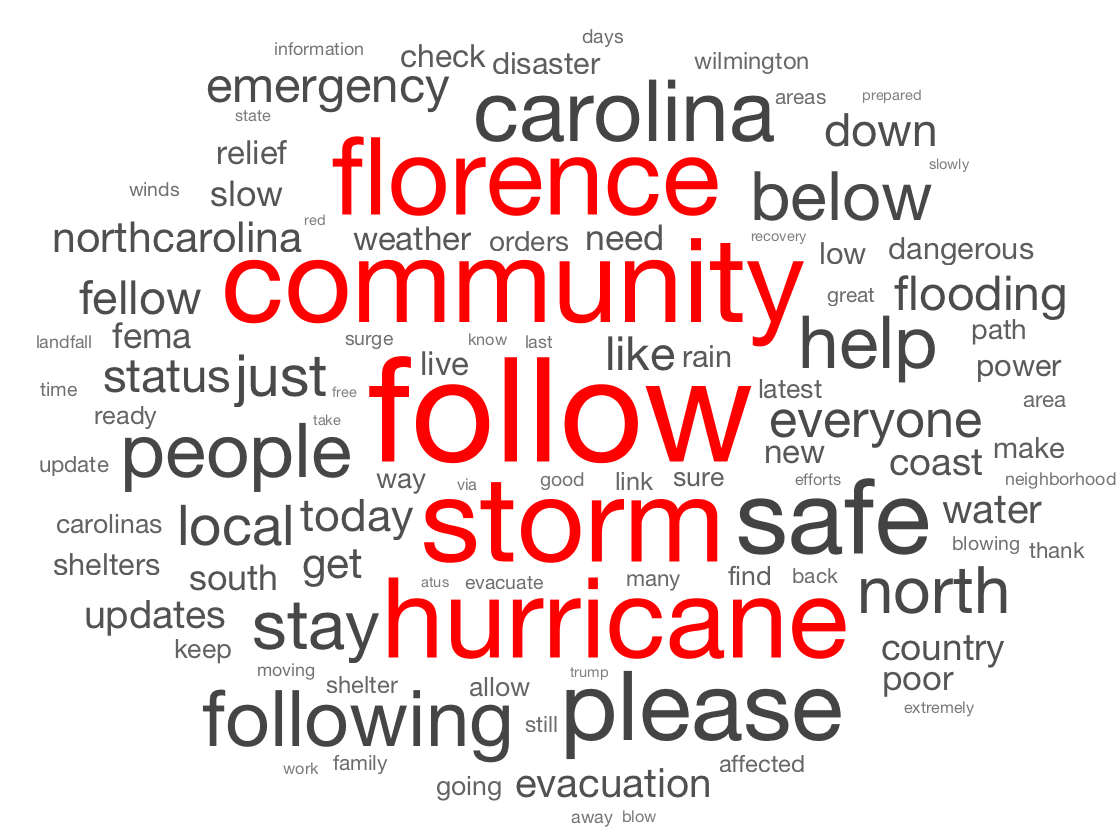 days
information
check
disaster
wilmington
emergency
carolina
areas
prepared
state
down
relief
florence
slowly
winds
slow
below
red
northcarolina
weather
orders
need
recovery
low
dangerous
community
fellow
great
flooding
landfall
fema
surge
know
last
help
path
live
like
rain
power
time
status
just
free
follow
latest
area
ready
take
everyone
people
new
coast
make
update
way
via
good
link
sure
efforts
neighborhood
carolinas
local
today
storm
safe
water
blowing
thank
shelters
south
get
atus
evacuate
many
find
back
north
updates
stay
hurricane
keep
country
moving
shelter
allow
trump
poor
following
still
please
extremely
work
family
affected
going
evacuation
away
blow